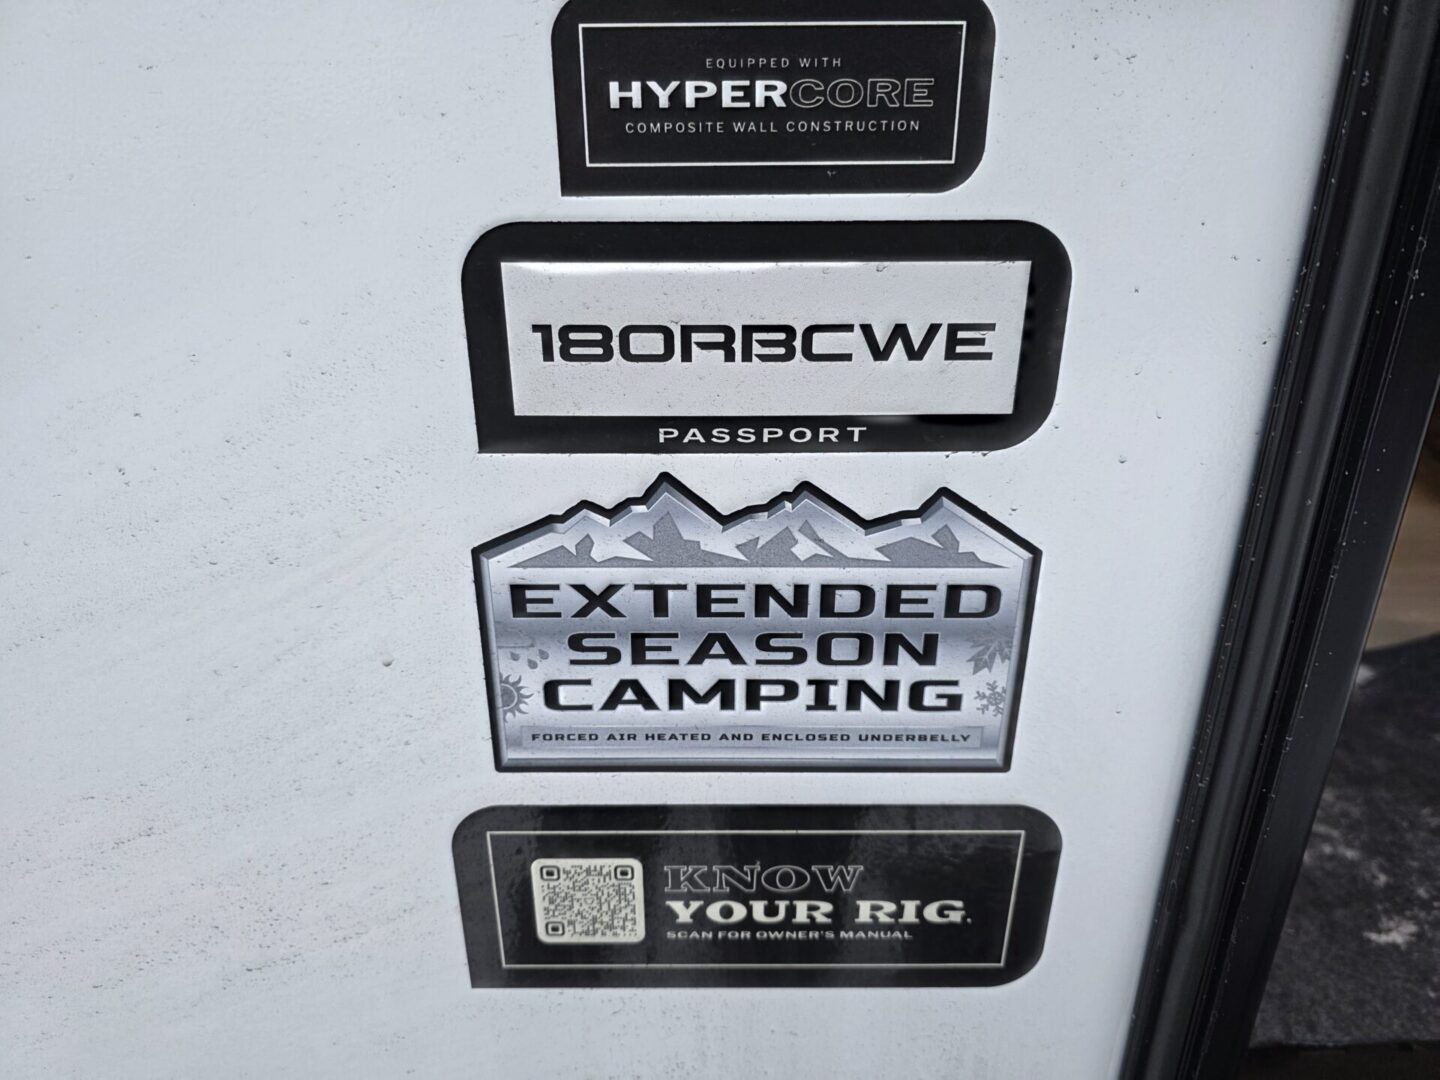 EQUIPPED WITH
HYPERCORE
COMPOSITE WALL CONSTRUCTION
180RBCWE
PASSPORT
EXTENDED
SEASON
CAMPING
FORCED AIR HEATED AND ENCLOSED UNDERBELLY
KNOW
YOUR RIG.
SCAN FOR OWNER'S MANUAL